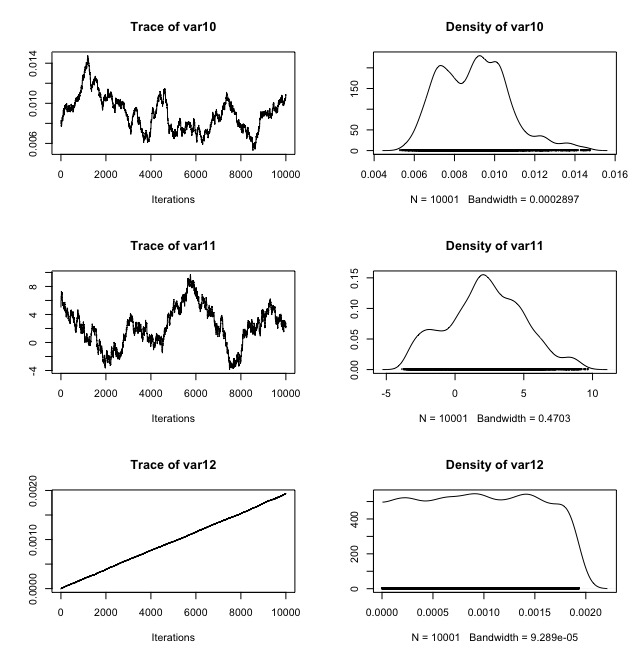 Trace of var10
0.006 0.010 0.014
0 2000 4000 6000 8000 10000
Iterations
Density of var10
0 50 150
0.004 0.006 0.008 0.010 0.012 0.014 0.016
N = 10001 Bandwidth = 0.0002897
Trace of var11
-4 0 4 8
0 2000 4000 6000 8000 10000
Iterations
Density of var11
0.00 0.05 0.10 0.15
-5 0 5 10
N = 10001 Bandwidth = 0.4703
Trace of var12
0.0000 0.0010 0.0020
0 2000 4000 6000 8000 10000
Iterations
Density of var12
0 200 400
0.0000 0.0005 0.0010 0.0015 0.0020
N = 10001 Bandwidth = 9.289e-05